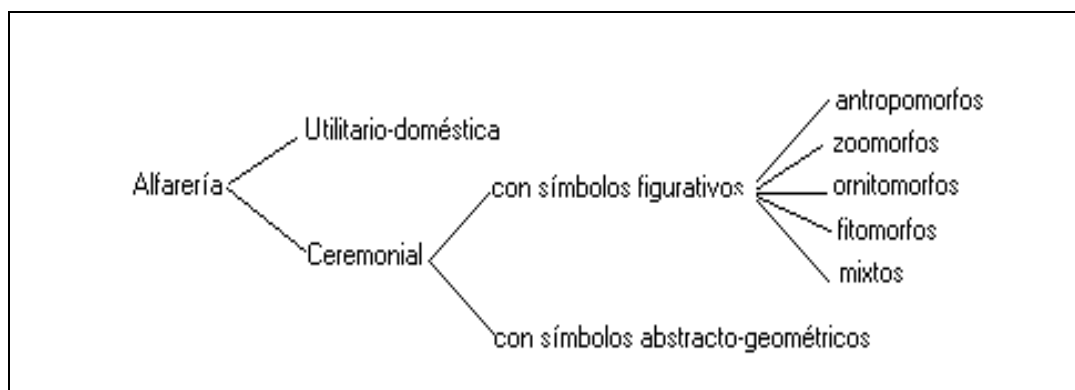 Alfarería
Utilitario-doméstica
Ceremonial
con símbolos figurativos
antropomorfos
zoomorfos
ornitomorfos
fitomorfos
mixtos
con símbolos abstracto-geométricos